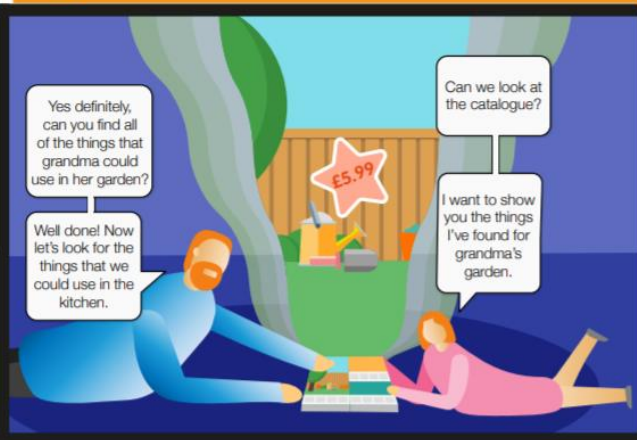 Can we look at
the catalogue?
Yes definitely,
can you find all
of the things that
grandma could
use in her garden?
I want to show
you the things
I've found for
grandma's
garden.
Well done! Now
let's look for the
things that we
could use in the
kitchen.
£5.99